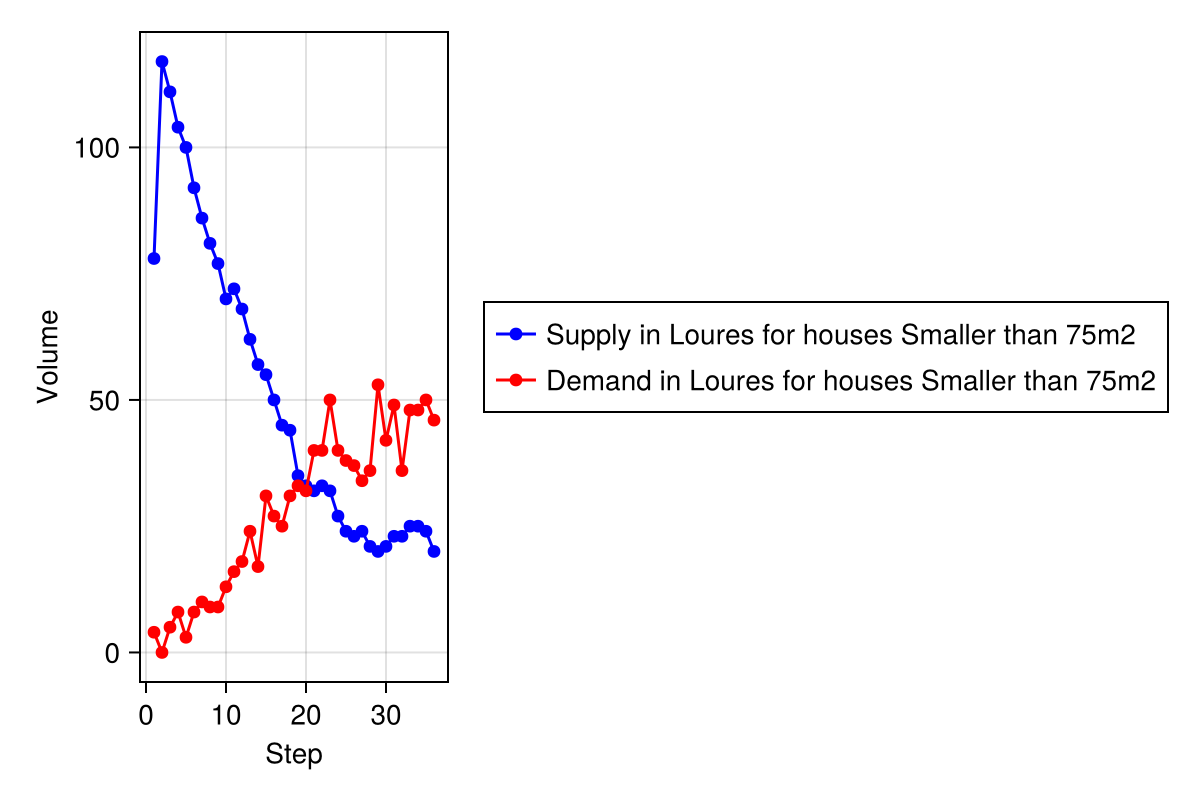 Volume
100
50
0
0 10 20 30
Step
Supply in Loures for houses Smaller than 75m2
Demand in Loures for houses Smaller than 75m2